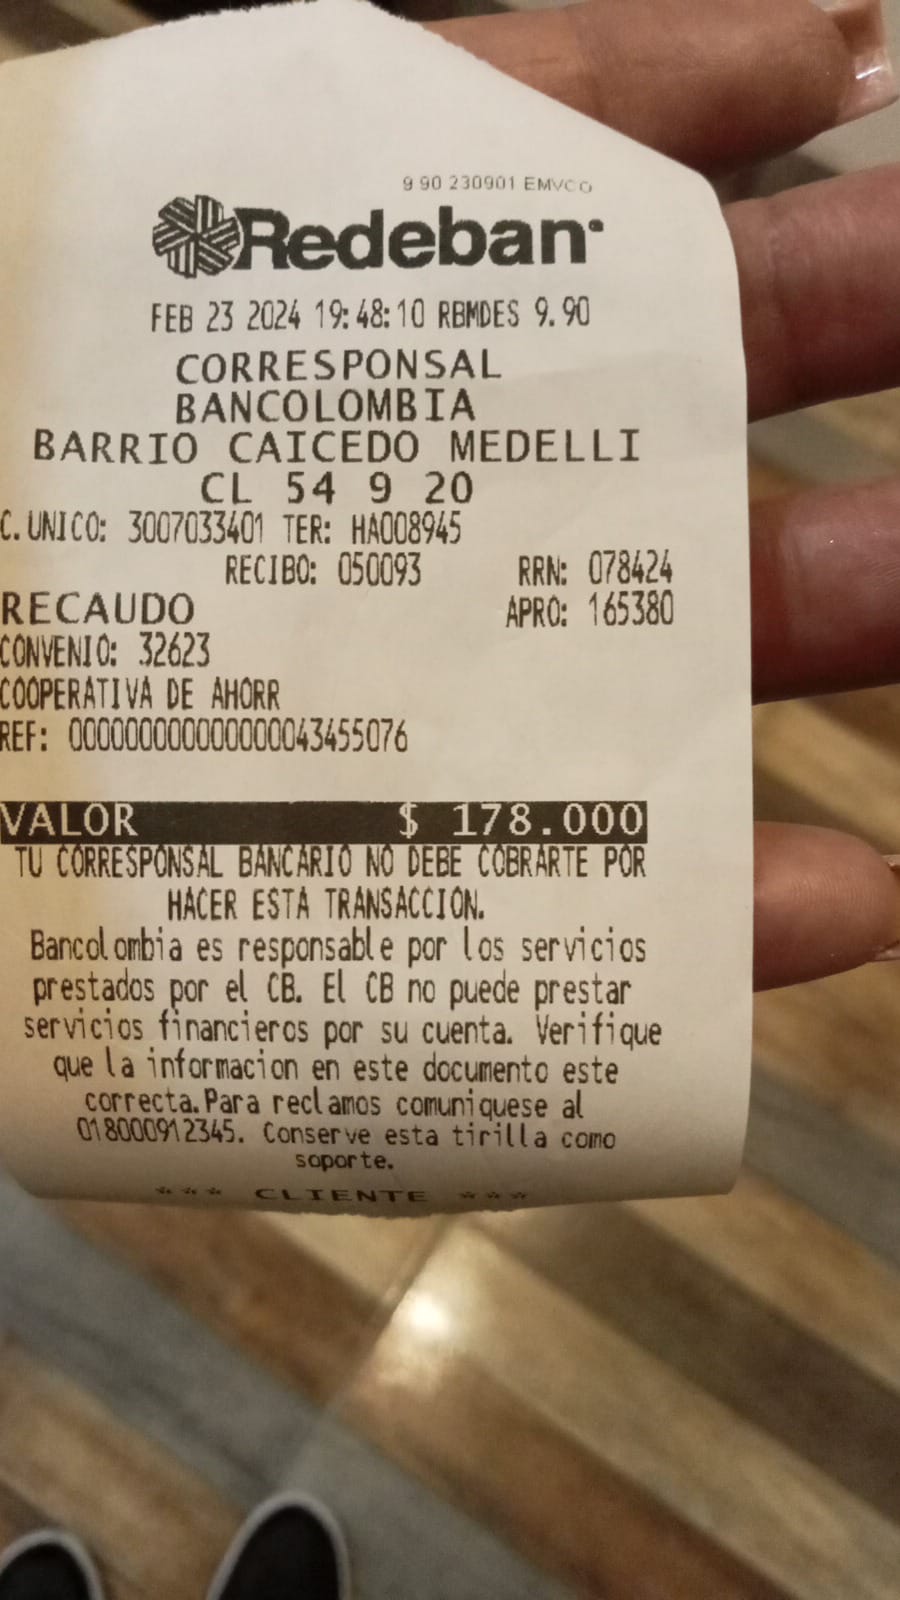 9 90 230901 EMVCO
Redeban
FEB 23 2024 19:48:10 RBMDES 9.90
CORRESPONSAL
BANCOLOMBIA
BARRIO CAICEDO MEDELLI
CL 54 9 20
C.UNICO: 3007033401 TER: HA008945
RECIBO: 050093 RRN: 078424
RECAUDO APRO: 165380
CONVENIO: 32623
COOPERATIVA DE AHORR
REF: 000000000000000043455076
VALOR $ 178.000
TU CORRESPONSAL BANCARIO NO DEBE COBRARTE POR
HACER ESTA TRANSACCION.
Bancolombia es responsable por los servicios
prestados por el CB. El CB no puede prestar
servicios financieros por su cuenta. Verifique
que la informacion en este documento este
correcta.Para reclamos comuniquese al
018000912345. Conserve esta tirilla como
soporte.
*** CLIENTE ***